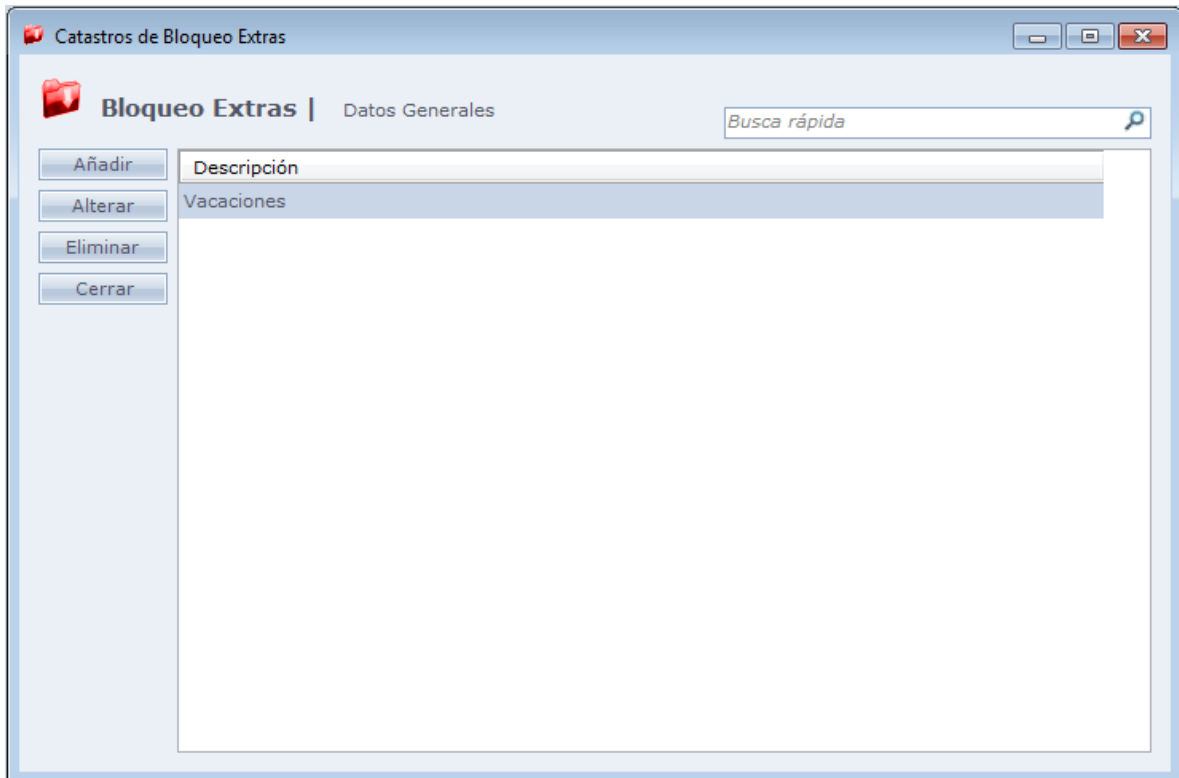 Catastros de Bloqueo Extras
Bloqueo Extras | Datos Generales
Busca rápida
Añadir
Alterar
Eliminar
Cerrar
Descripción
Vacaciones